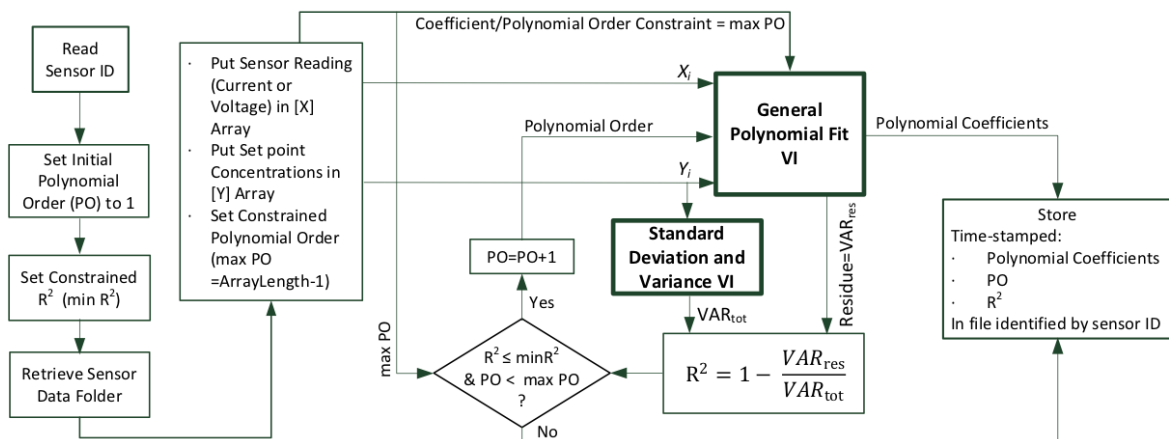 Read
Sensor ID
Set Initial
Polynomial
Order (PO) to 1
Set Constrained
R² (min R²)
Retrieve Sensor
Data Folder
· Put Sensor Reading
(Current or
Voltage) in [X]
Array
· Put Set point
Concentrations in
[Y] Array
· Set Constrained
Polynomial Order
(max PO
=ArrayLength-1)
Coefficient/Polynomial Order Constraint = max PO
Xᵢ
Polynomial Order
Yᵢ
General
Polynomial Fit
VI
Polynomial Coefficients
PO=PO+1
Yes
Standard
Deviation and
Variance VI
VARtot
Residue=VARres
max PO
R² ≤ minR²
& PO < max PO
?
No
R² = 1 − VARres / VARtot
Store
Time-stamped:
· Polynomial Coefficients
· PO
· R²
In file identified by sensor ID